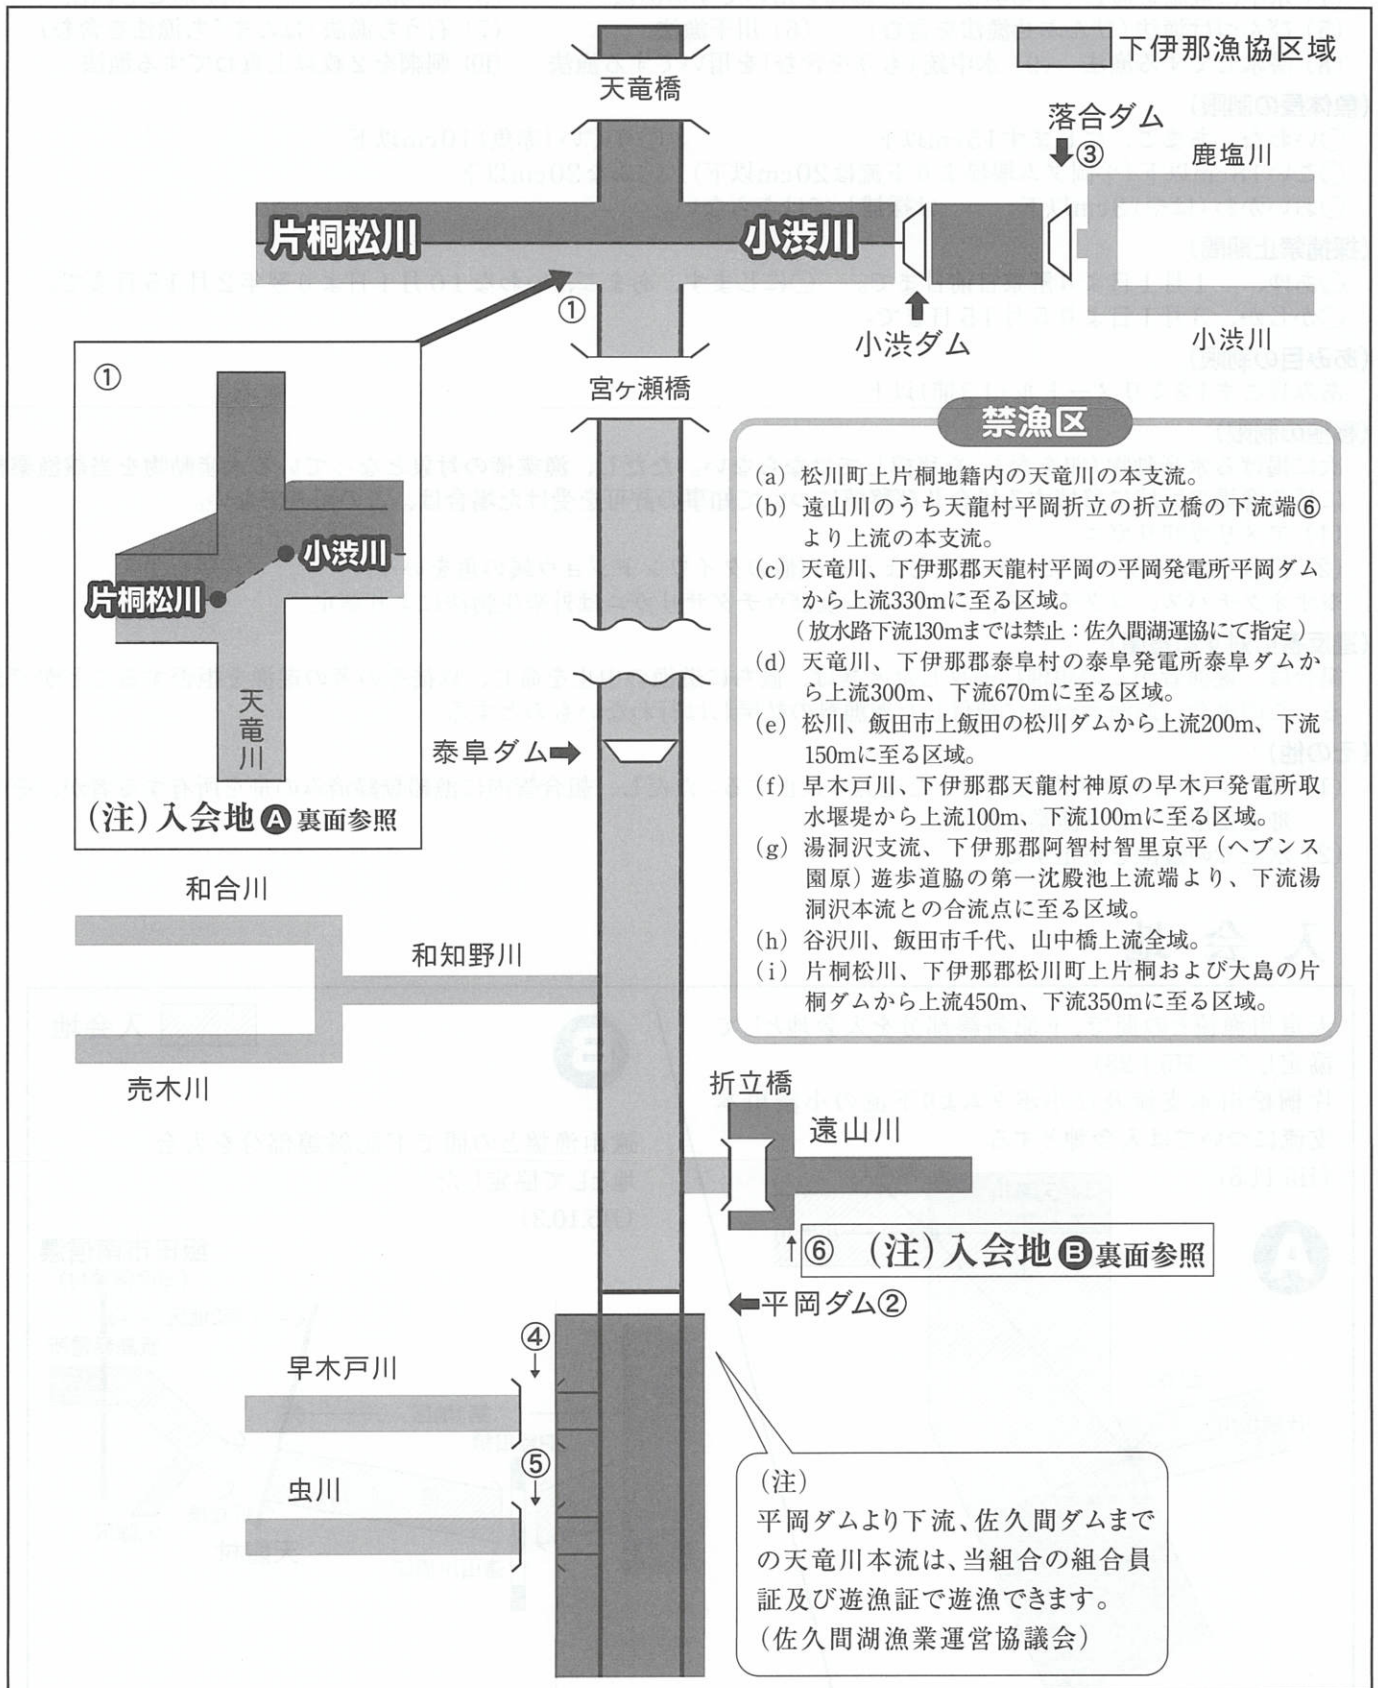 下伊那漁協区域
天竜橋
落合ダム
③
鹿塩川
片桐松川
小渋川
①
小渋ダム
小渋川
宮ヶ瀬橋
①
小渋川
片桐松川
天竜川
(注)入会地Ⓐ裏面参照
禁漁区
(a) 松川町上片桐地籍内の天竜川の本支流。
(b) 遠山川のうち天龍村平岡折立の折立橋の下流端⑥
より上流の本支流。
(c) 天竜川、下伊那郡天龍村平岡の平岡発電所平岡ダム
から上流330mに至る区域。
(放水路下流130mまでは禁止：佐久間湖運協にて指定)
(d) 天竜川、下伊那郡泰阜村の泰阜発電所泰阜ダムか
ら上流300m、下流670mに至る区域。
(e) 松川、飯田市上飯田の松川ダムから上流200m、下流
150mに至る区域。
(f) 早木戸川、下伊那郡天龍村神原の早木戸発電所取
水堰堤から上流100m、下流100mに至る区域。
(g) 湯洞沢支流、下伊那郡阿智村智里京平(ヘブンス
園原)遊歩道脇の第一沈殿池上流端より、下流湯
洞沢本流との合流点に至る区域。
(h) 谷沢川、飯田市千代、山中橋上流全域。
(i) 片桐松川、下伊那郡松川町上片桐および大島の片
桐ダムから上流450m、下流350mに至る区域。
泰阜ダム
和合川
和知野川
売木川
折立橋
遠山川
⑥ (注)入会地Ⓑ裏面参照
平岡ダム②
④
早木戸川
⑤
虫川
(注)
平岡ダムより下流、佐久間ダムまで
の天竜川本流は、当組合の組合員
証及び遊漁証で遊漁できます。
(佐久間湖漁業運営協議会)